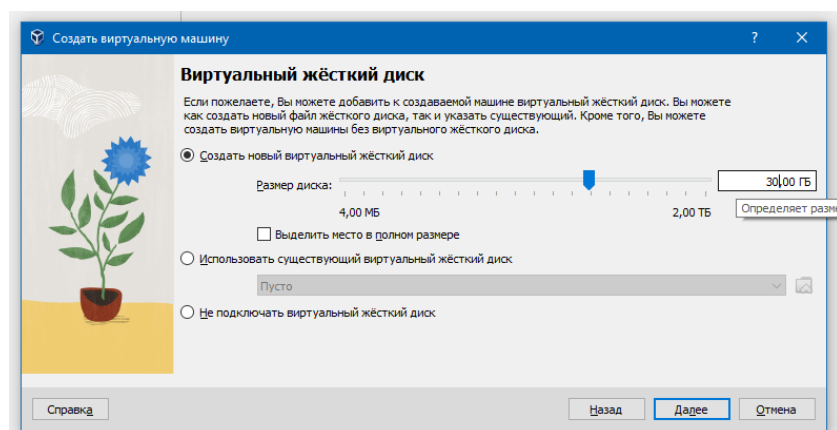 Создать виртуальную машину
?
Виртуальный жёсткий диск
Если пожелаете, Вы можете добавить к создаваемой машине виртуальный жёсткий диск. Вы можете
как создать новый файл жёсткого диска, так и указать существующий. Кроме того, Вы можете
создать виртуальную машины без виртуального жёсткого диска.
Создать новый виртуальный жёсткий диск
Размер диска:
30,00 ГБ
4,00 МБ
2,00 ТБ
Определяет разм
Выделить место в полном размере
Использовать существующий виртуальный жёсткий диск
Пусто
Не подключать виртуальный жёсткий диск
Справка
Назад
Далее
Отмена